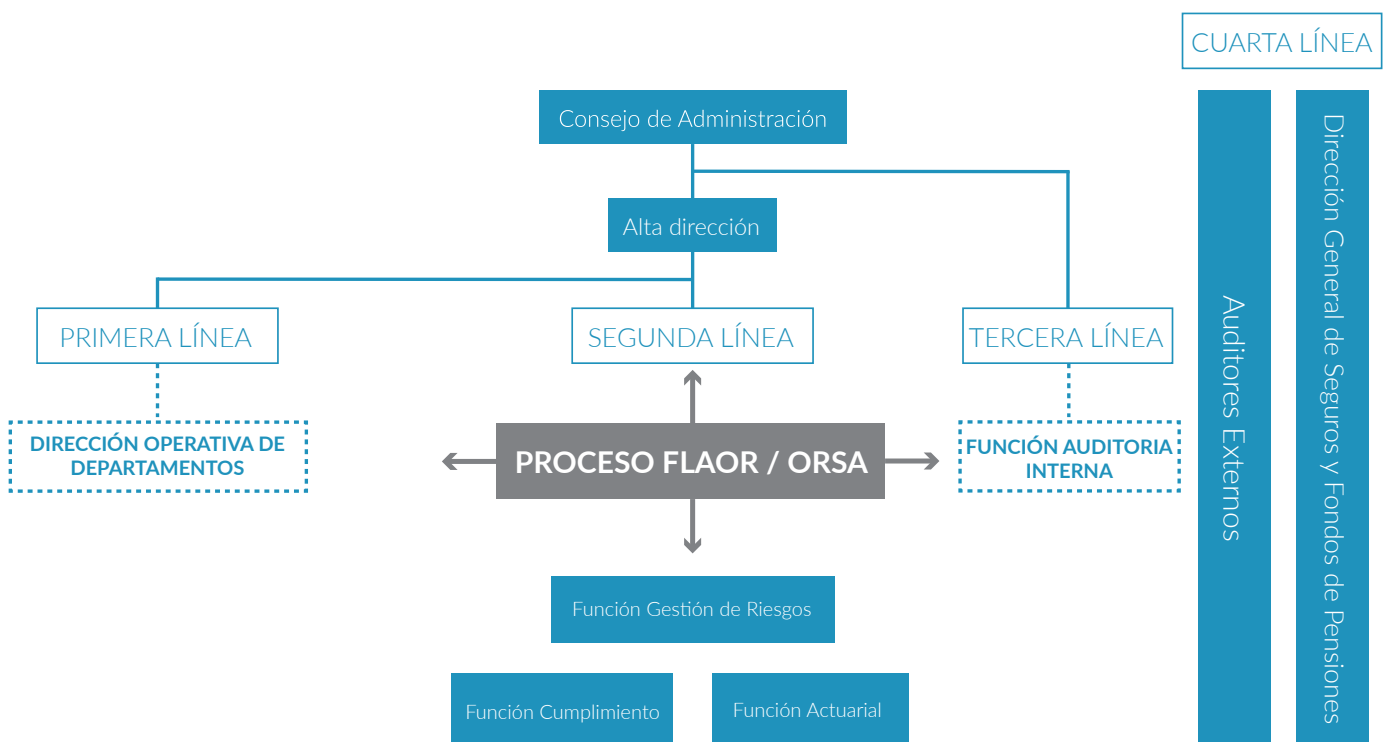 CUARTA LÍNEA
Consejo de Administración
Alta dirección
PRIMERA LÍNEA
SEGUNDA LÍNEA
TERCERA LÍNEA
DIRECCIÓN OPERATIVA DE
DEPARTAMENTOS
PROCESO FLAOR / ORSA
FUNCIÓN AUDITORIA
INTERNA
Función Gestión de Riesgos
Función Cumplimiento
Función Actuarial
Auditores Externos
Dirección General de Seguros y Fondos de Pensiones